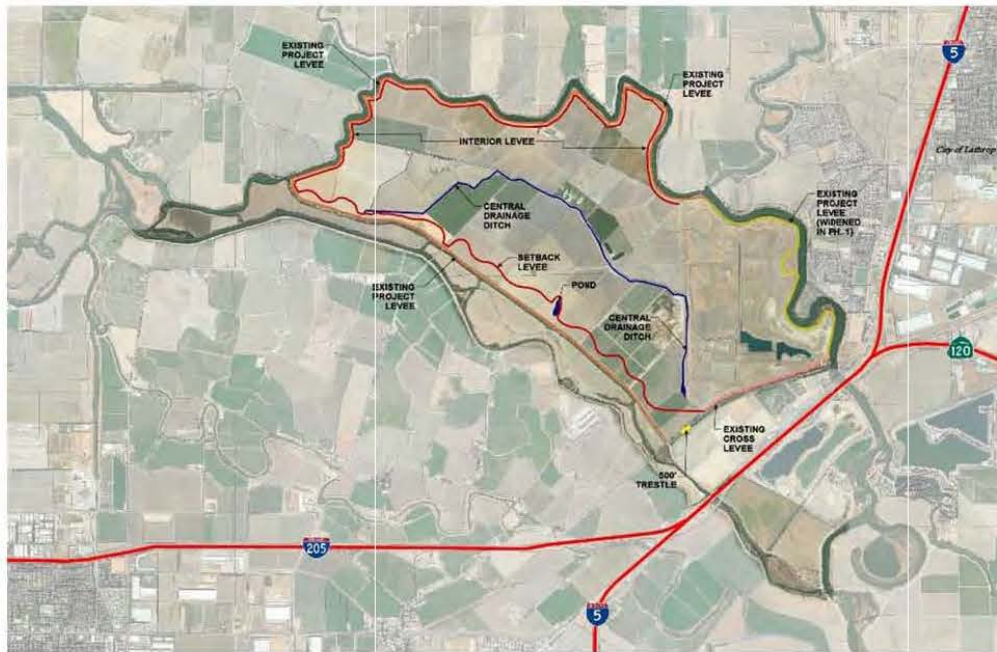 EXISTING
PROJECT
LEVEE
EXISTING
PROJECT
LEVEE
INTERIOR LEVEE
5
City of Lathrop
CENTRAL
DRAINAGE
DITCH
EXISTING
PROJECT
LEVEE
(WIDENED
IN PH. 1)
SETBACK
LEVEE
EXISTING
PROJECT
LEVEE
POND
CENTRAL
DRAINAGE
DITCH
120
EXISTING
CROSS
LEVEE
500'
TRESTLE
205
5